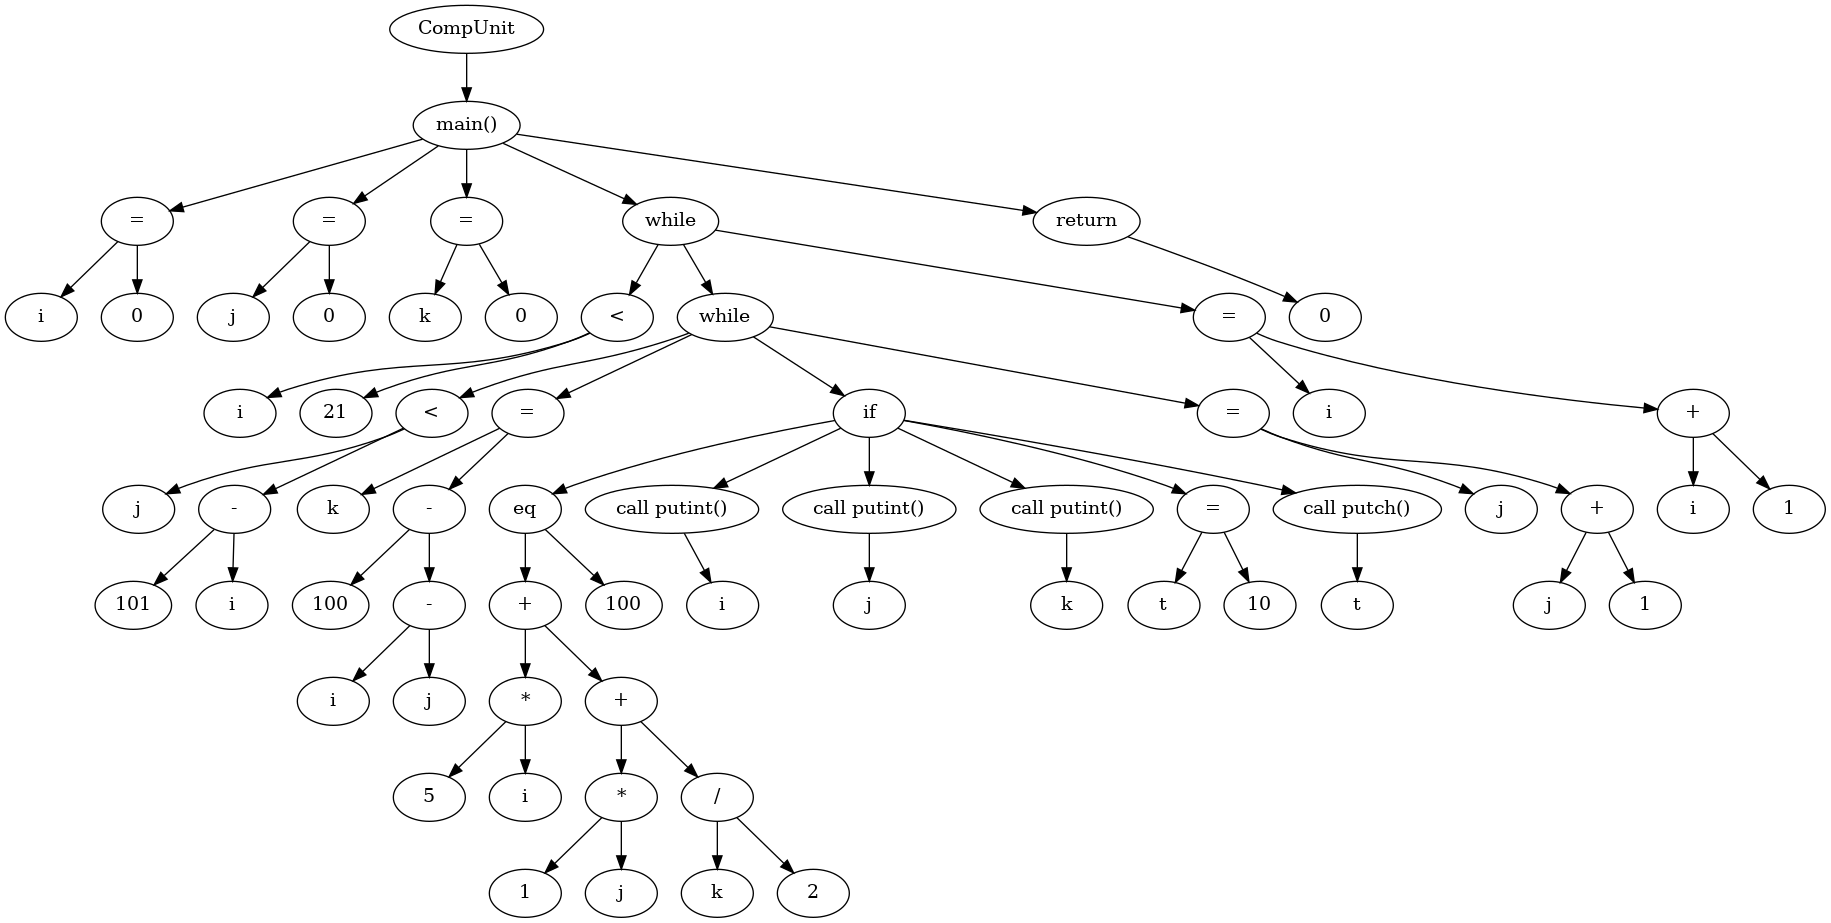 CompUnit
main()
= = = while return
i 0 j 0 k 0 < while = 0
i 21 < = if = i +
j - k - eq call putint() call putint() call putint() = call putch() j + i 1
101 i 100 - + 100 i j k t 10 t j 1
i j * +
5 i * /
1 j k 2